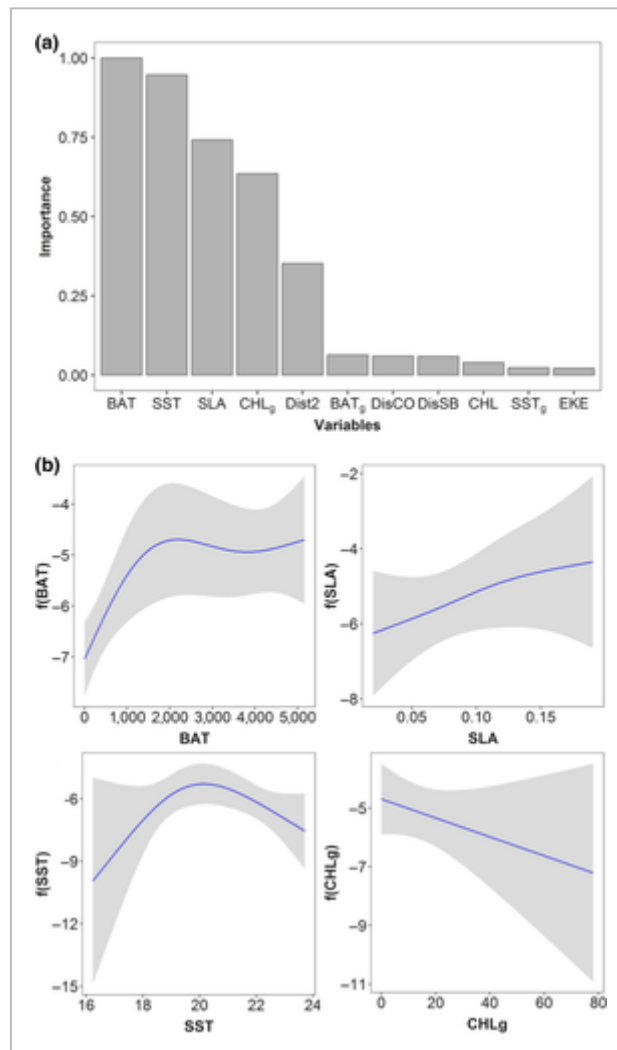 (a)
1.00
0.75
0.50
0.25
0.00
Importance
BAT SST SLA CHLg Dist2 BATg DisCO DisSB CHL SSTg EKE
Variables
(b)
−4
−5
−6
−7
f(BAT)
0 1,000 2,000 3,000 4,000 5,000
BAT
−2
−4
−6
−8
f(SLA)
0.05 0.10 0.15
SLA
−6
−9
−12
−15
f(SST)
16 18 20 22 24
SST
−5
−7
−9
−11
f(CHLg)
0 20 40 60 80
CHLg